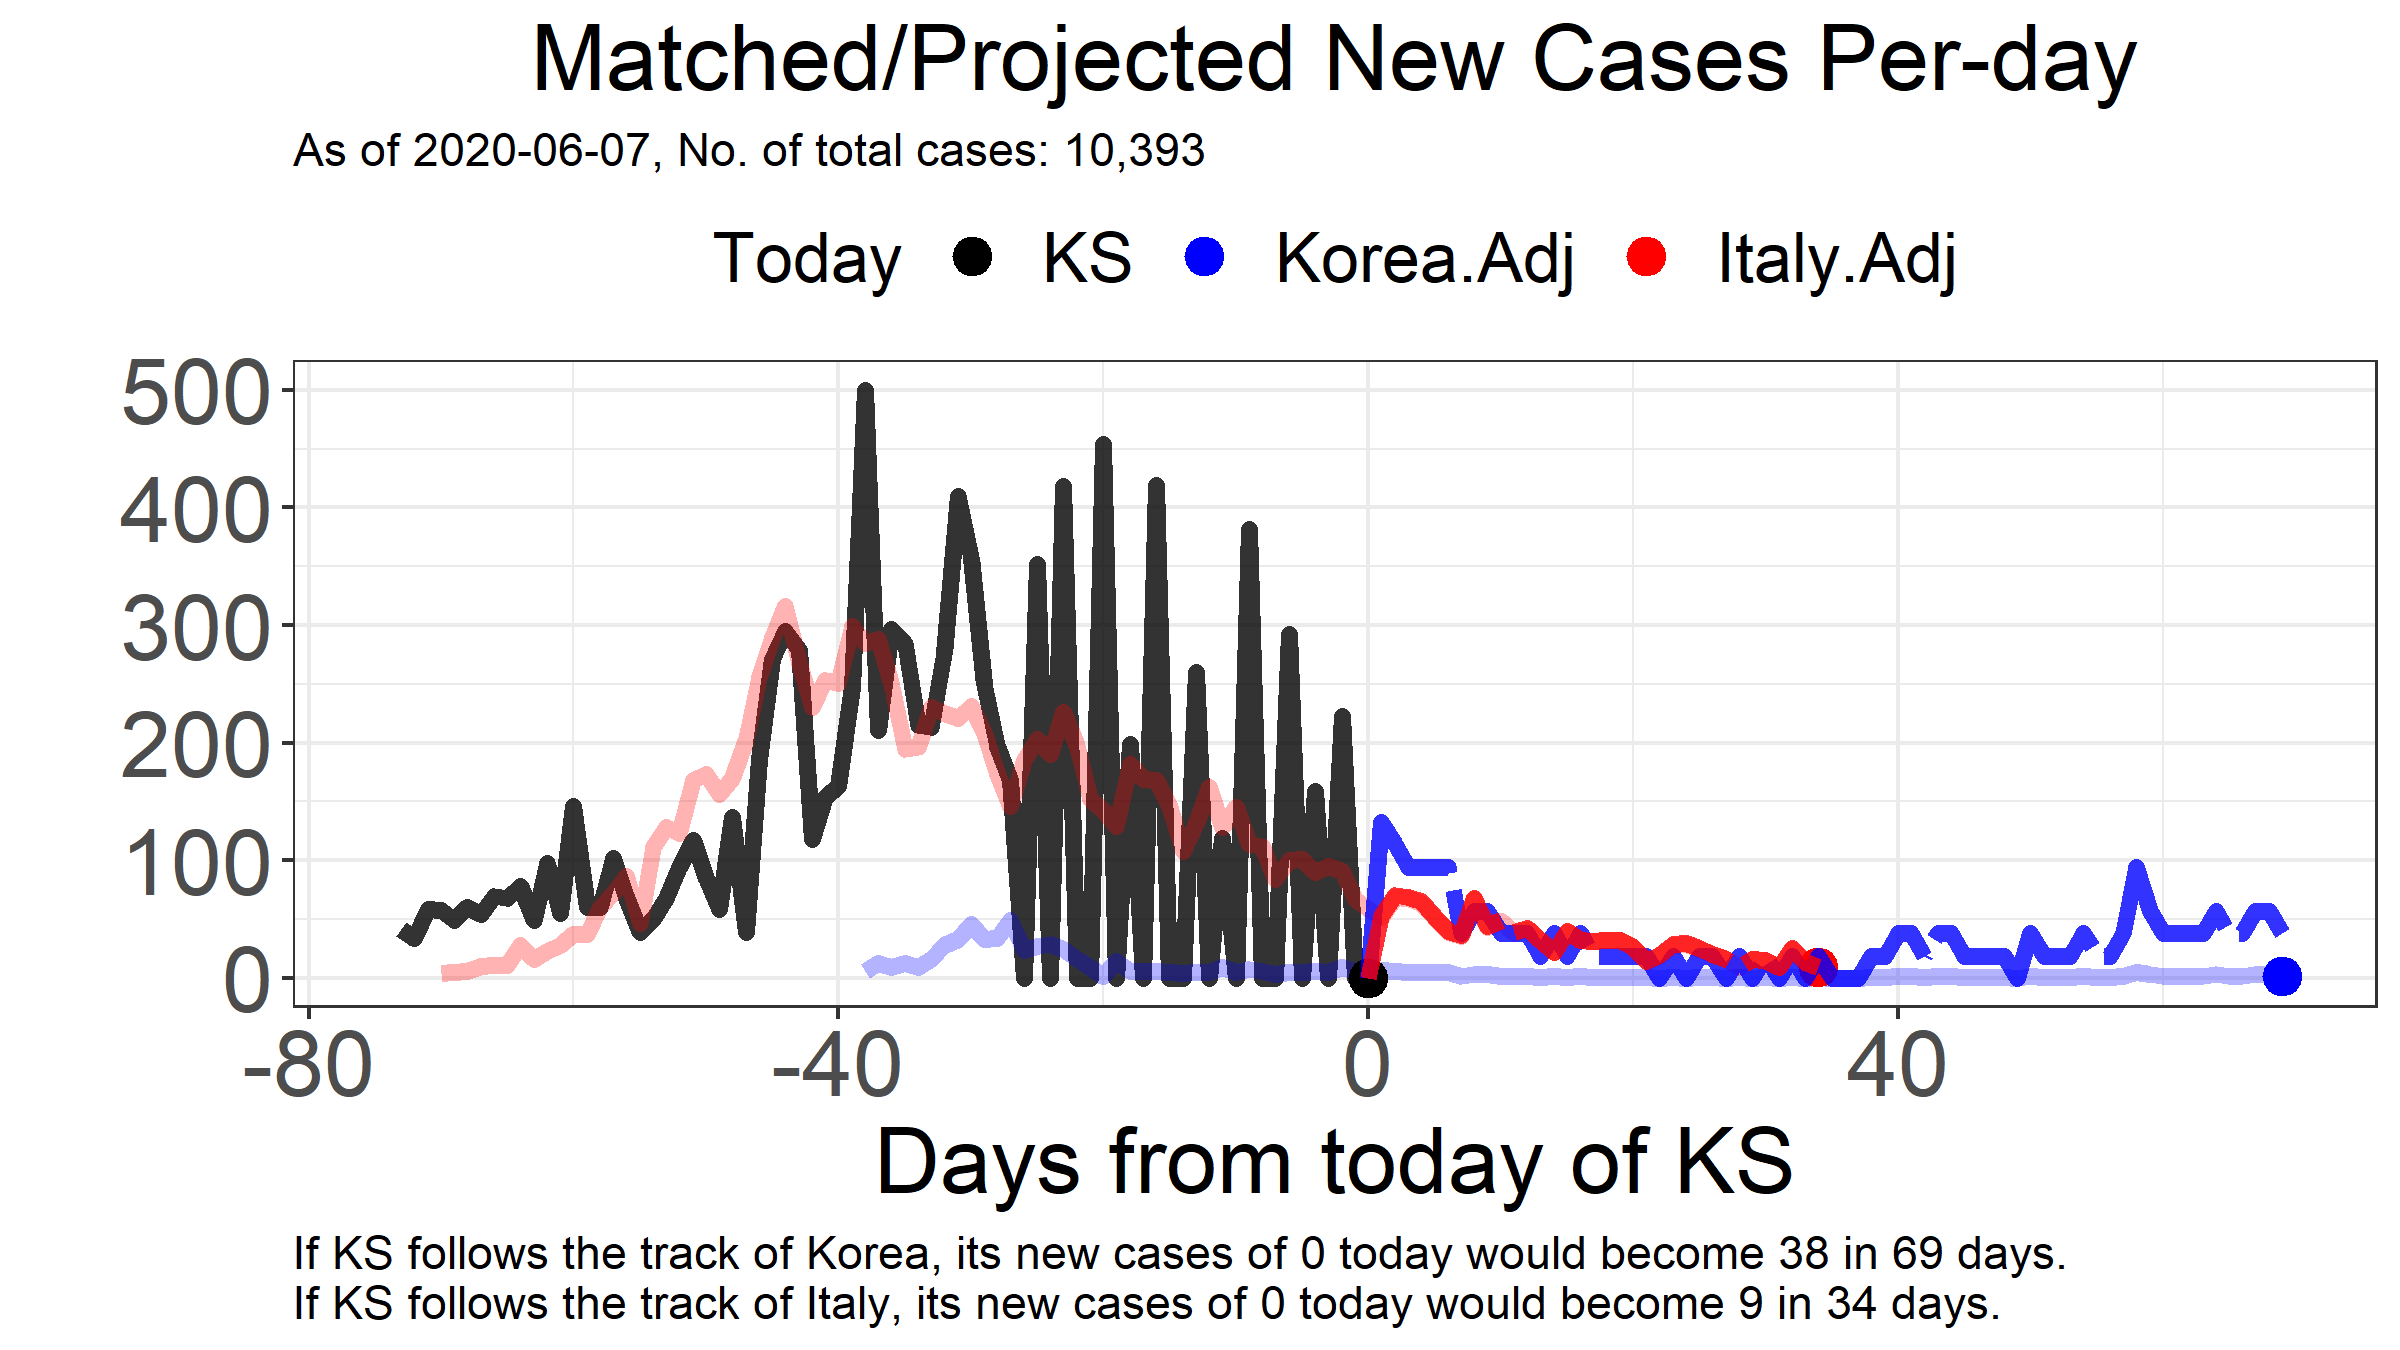 Matched/Projected New Cases Per-day
As of 2020-06-07, No. of total cases: 10,393
Today KS Korea.Adj Italy.Adj
500
400
300
200
100
0
-80 -40 0 40
Days from today of KS
If KS follows the track of Korea, its new cases of 0 today would become 38 in 69 days.
If KS follows the track of Italy, its new cases of 0 today would become 9 in 34 days.